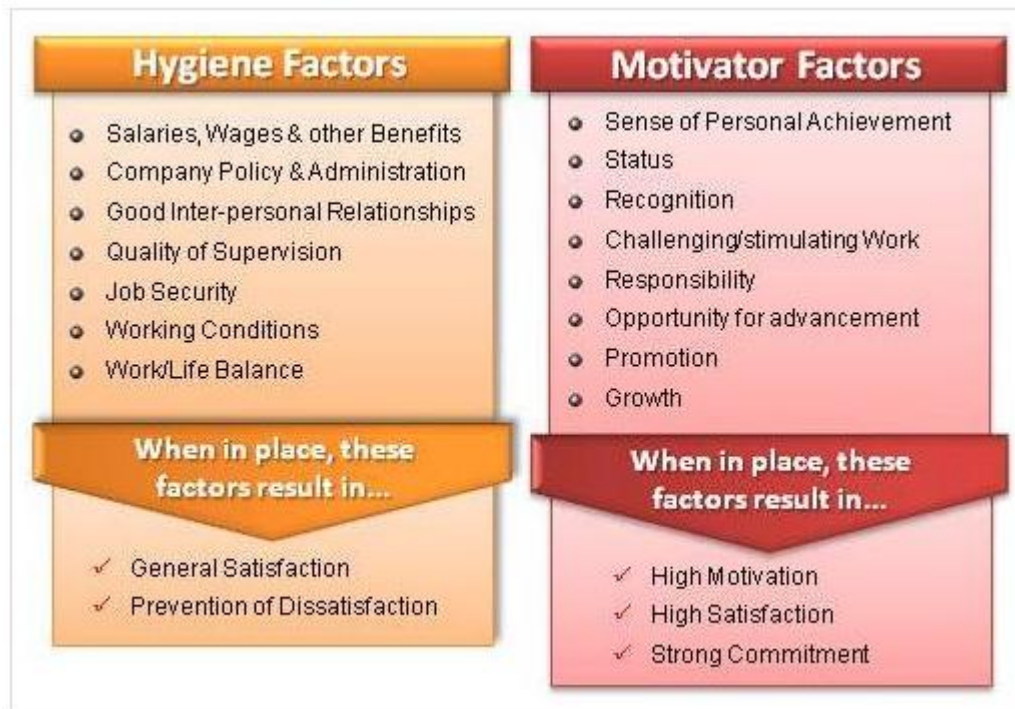 Hygiene Factors
Salaries, Wages & other Benefits
Company Policy & Administration
Good Inter-personal Relationships
Quality of Supervision
Job Security
Working Conditions
Work/Life Balance
When in place, these
factors result in...
General Satisfaction
Prevention of Dissatisfaction
Motivator Factors
Sense of Personal Achievement
Status
Recognition
Challenging/stimulating Work
Responsibility
Opportunity for advancement
Promotion
Growth
When in place, these
factors result in...
High Motivation
High Satisfaction
Strong Commitment